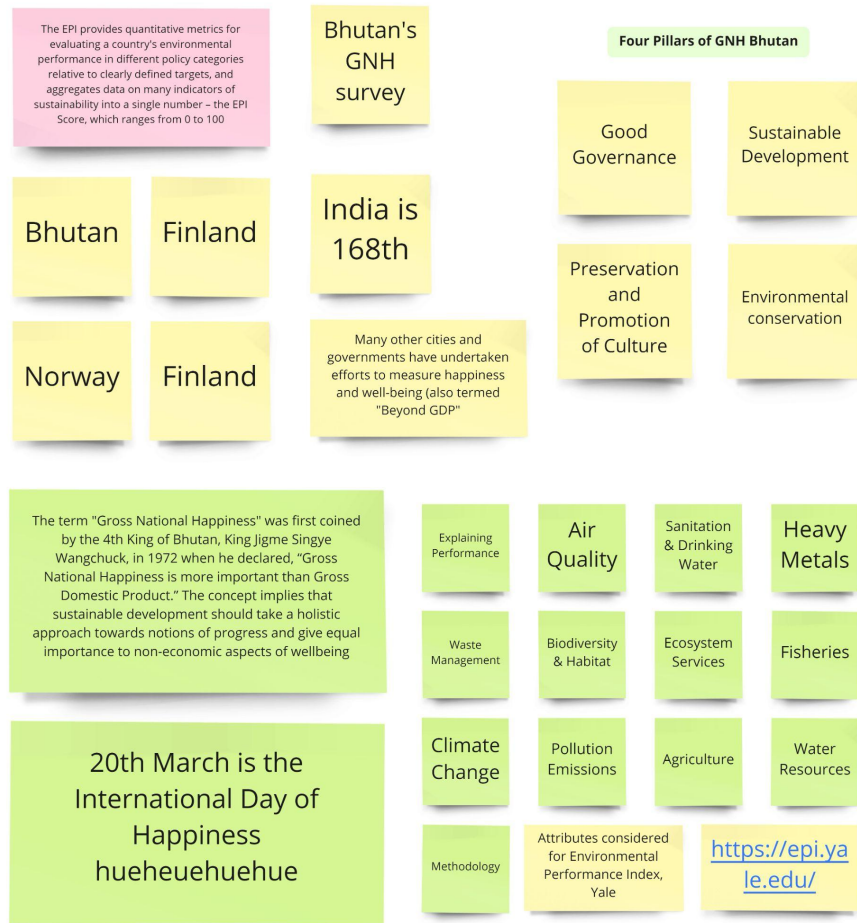 The EPI provides quantitative metrics for
evaluating a country's environmental
performance in different policy categories
relative to clearly defined targets, and
aggregates data on many indicators of
sustainability into a single number – the EPI
Score, which ranges from 0 to 100
Bhutan's
GNH
survey
Four Pillars of GNH Bhutan
Good
Governance
Sustainable
Development
Bhutan
Finland
India is
168th
Preservation
and
Promotion
of Culture
Environmental
conservation
Norway
Finland
Many other cities and
governments have undertaken
efforts to measure happiness
and well-being (also termed
"Beyond GDP"
The term "Gross National Happiness" was first coined
by the 4th King of Bhutan, King Jigme Singye
Wangchuck, in 1972 when he declared, “Gross
National Happiness is more important than Gross
Domestic Product.” The concept implies that
sustainable development should take a holistic
approach towards notions of progress and give equal
importance to non-economic aspects of wellbeing
20th March is the
International Day of
Happiness
hueheuehuehue
Explaining
Performance
Air
Quality
Sanitation
& Drinking
Water
Heavy
Metals
Waste
Management
Biodiversity
& Habitat
Ecosystem
Services
Fisheries
Climate
Change
Pollution
Emissions
Agriculture
Water
Resources
Methodology
Attributes considered
for Environmental
Performance Index,
Yale
https://epi.ya
le.edu/